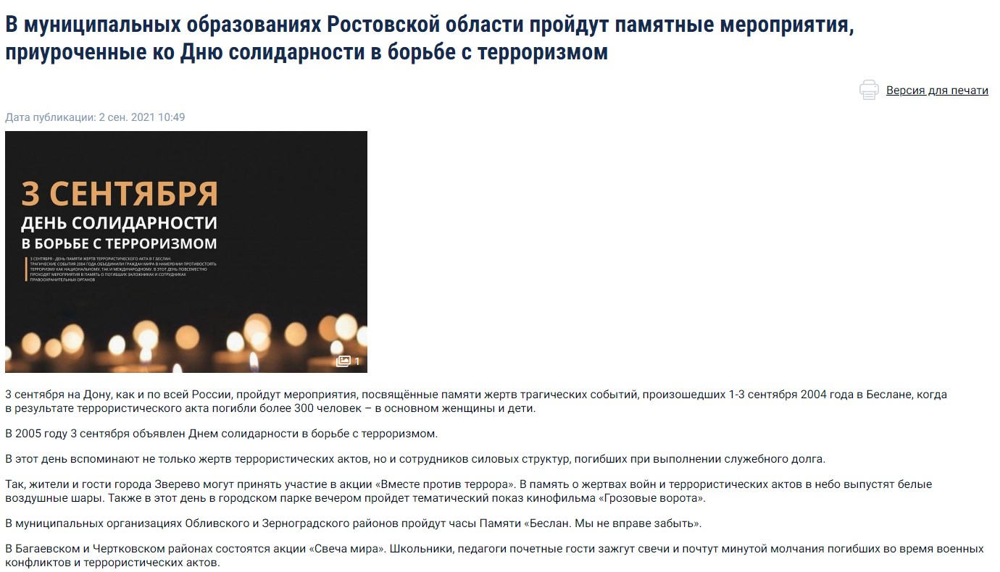 В муниципальных образованиях Ростовской области пройдут памятные мероприятия,
приуроченные ко Дню солидарности в борьбе с терроризмом
Версия для печати
Дата публикации: 2 сен. 2021 10:49
3 СЕНТЯБРЯ
ДЕНЬ СОЛИДАРНОСТИ
В БОРЬБЕ С ТЕРРОРИЗМОМ
3 СЕНТЯБРЯ - ДЕНЬ ПАМЯТИ ЖЕРТВ ТЕРРОРИСТИЧЕСКОГО АКТА В Г.БЕСЛАН.
ТРАГИЧЕСКИЕ СОБЫТИЯ 2004 ГОДА ОБЪЕДИНИЛИ ГРАЖДАН МИРА В НАМЕРЕНИИ ПРОТИВОСТОЯТЬ
ТЕРРОРИЗМУ КАК НАЦИОНАЛЬНОМУ, ТАК И МЕЖДУНАРОДНОМУ. В ЭТОТ ДЕНЬ ПОВСЕМЕСТНО
ПРОХОДЯТ МЕРОПРИЯТИЯ В ПАМЯТЬ О ПОГИБШИХ ЗАЛОЖНИКАХ И СОТРУДНИКАХ
ПРАВООХРАНИТЕЛЬНЫХ ОРГАНОВ
1
3 сентября на Дону, как и по всей России, пройдут мероприятия, посвящённые памяти жертв трагических событий, произошедших 1-3 сентября 2004 года в Беслане, когда
в результате террористического акта погибли более 300 человек – в основном женщины и дети.
В 2005 году 3 сентября объявлен Днем солидарности в борьбе с терроризмом.
В этот день вспоминают не только жертв террористических актов, но и сотрудников силовых структур, погибших при выполнении служебного долга.
Так, жители и гости города Зверево могут принять участие в акции «Вместе против террора». В память о жертвах войн и террористических актов в небо выпустят белые
воздушные шары. Также в этот день в городском парке вечером пройдет тематический показ кинофильма «Грозовые ворота».
В муниципальных организациях Обливского и Зерноградского районов пройдут часы Памяти «Беслан. Мы не вправе забыть».
В Багаевском и Чертковском районах состоятся акции «Свеча мира». Школьники, педагоги почетные гости зажгут свечи и почтут минутой молчания погибших во время военных
конфликтов и террористических актов.